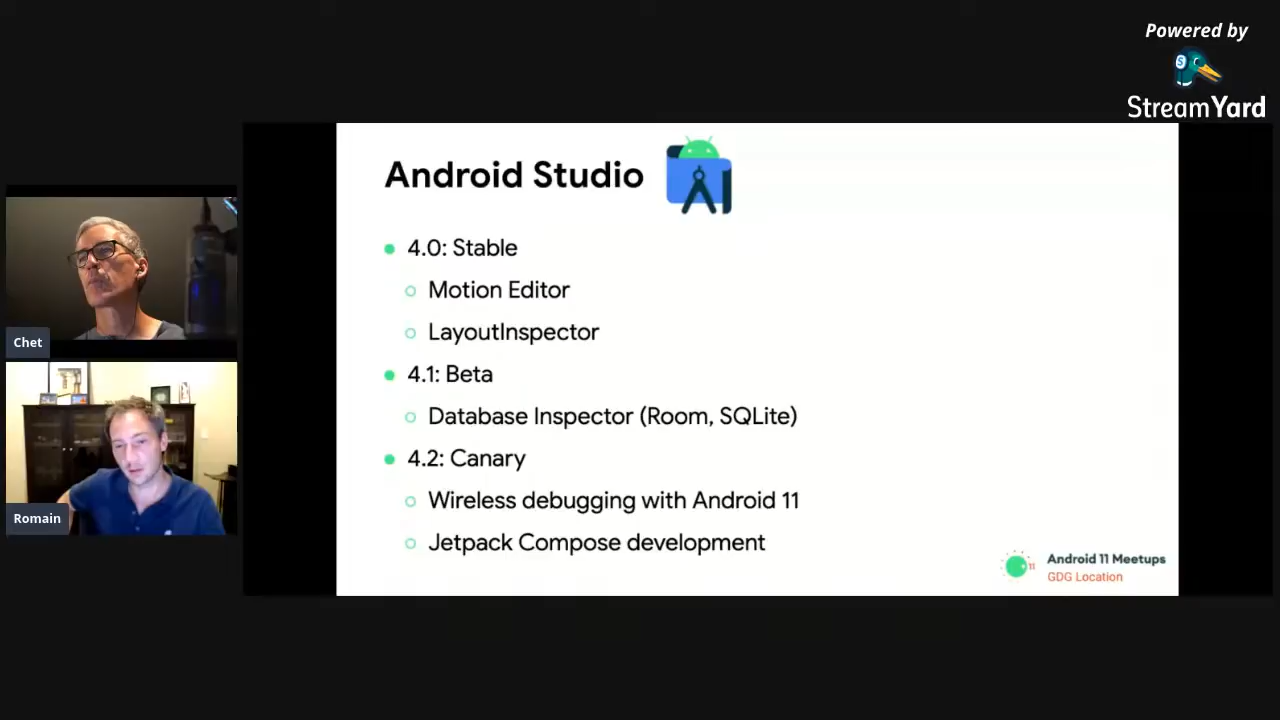 Powered by
StreamYard
Android Studio
4.0: Stable
Motion Editor
LayoutInspector
4.1: Beta
Database Inspector (Room, SQLite)
4.2: Canary
Wireless debugging with Android 11
Jetpack Compose development
11
Android 11 Meetups
GDG Location
Chet
Romain